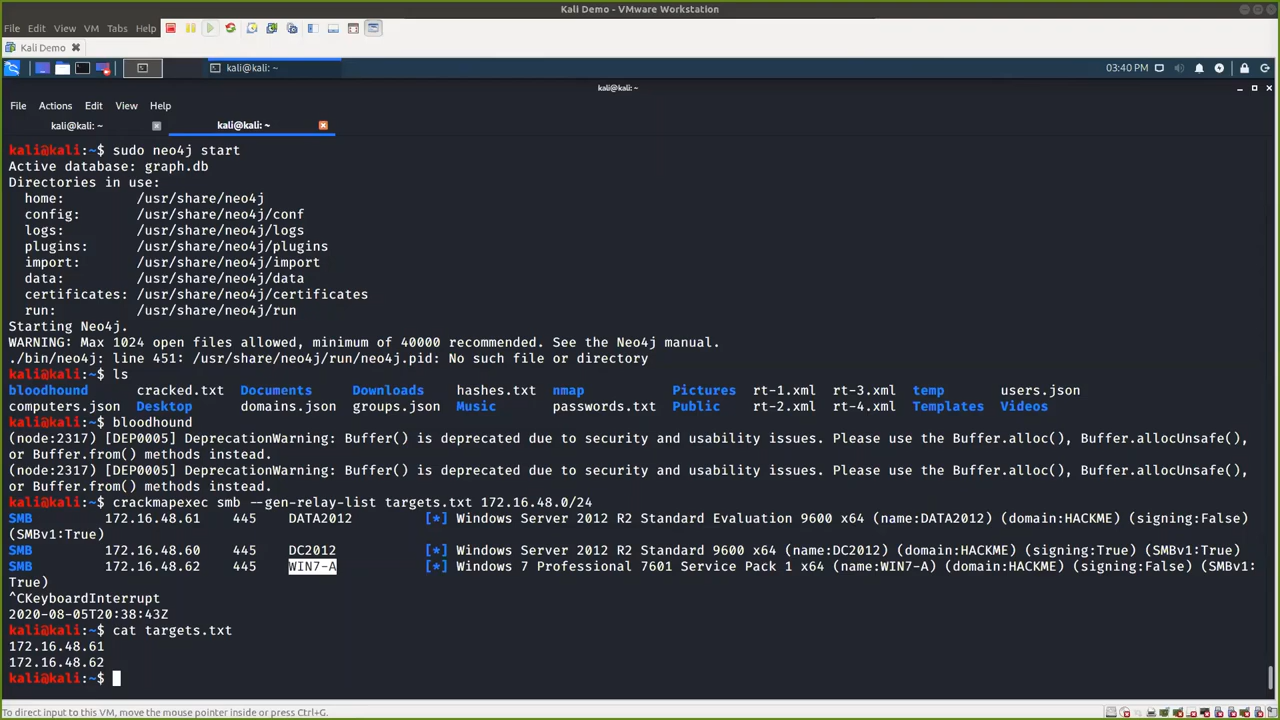 Kali Demo - VMware Workstation
File Edit View VM Tabs Help
Kali Demo
kali@kali: ~ 03:40 PM
kali@kali: ~
File Actions Edit View Help
kali@kali: ~ kali@kali: ~
kali@kali:~$ sudo neo4j start
Active database: graph.db
Directories in use:
home: /usr/share/neo4j
config: /usr/share/neo4j/conf
logs: /usr/share/neo4j/logs
plugins: /usr/share/neo4j/plugins
import: /usr/share/neo4j/import
data: /usr/share/neo4j/data
certificates: /usr/share/neo4j/certificates
run: /usr/share/neo4j/run
Starting Neo4j.
WARNING: Max 1024 open files allowed, minimum of 40000 recommended. See the Neo4j manual.
./bin/neo4j: line 451: /usr/share/neo4j/run/neo4j.pid: No such file or directory
kali@kali:~$ ls
bloodhound cracked.txt Documents Downloads hashes.txt nmap Pictures rt-1.xml rt-3.xml temp users.json
computers.json Desktop domains.json groups.json Music passwords.txt Public rt-2.xml rt-4.xml Templates Videos
kali@kali:~$ bloodhound
(node:2317) [DEP0005] DeprecationWarning: Buffer() is deprecated due to security and usability issues. Please use the Buffer.alloc(), Buffer.allocUnsafe(),
or Buffer.from() methods instead.
(node:2317) [DEP0005] DeprecationWarning: Buffer() is deprecated due to security and usability issues. Please use the Buffer.alloc(), Buffer.allocUnsafe(),
or Buffer.from() methods instead.
kali@kali:~$ crackmapexec smb --gen-relay-list targets.txt 172.16.48.0/24
SMB 172.16.48.61 445 DATA2012 [*] Windows Server 2012 R2 Standard Evaluation 9600 x64 (name:DATA2012) (domain:HACKME) (signing:False)
(SMBv1:True)
SMB 172.16.48.60 445 DC2012 [*] Windows Server 2012 R2 Standard 9600 x64 (name:DC2012) (domain:HACKME) (signing:True) (SMBv1:True)
SMB 172.16.48.62 445 WIN7-A [*] Windows 7 Professional 7601 Service Pack 1 x64 (name:WIN7-A) (domain:HACKME) (signing:False) (SMBv1:
True)
^CKeyboardInterrupt
2020-08-05T20:38:43Z
kali@kali:~$ cat targets.txt
172.16.48.61
172.16.48.62
kali@kali:~$
To direct input to this VM, move the mouse pointer inside or press Ctrl+G.